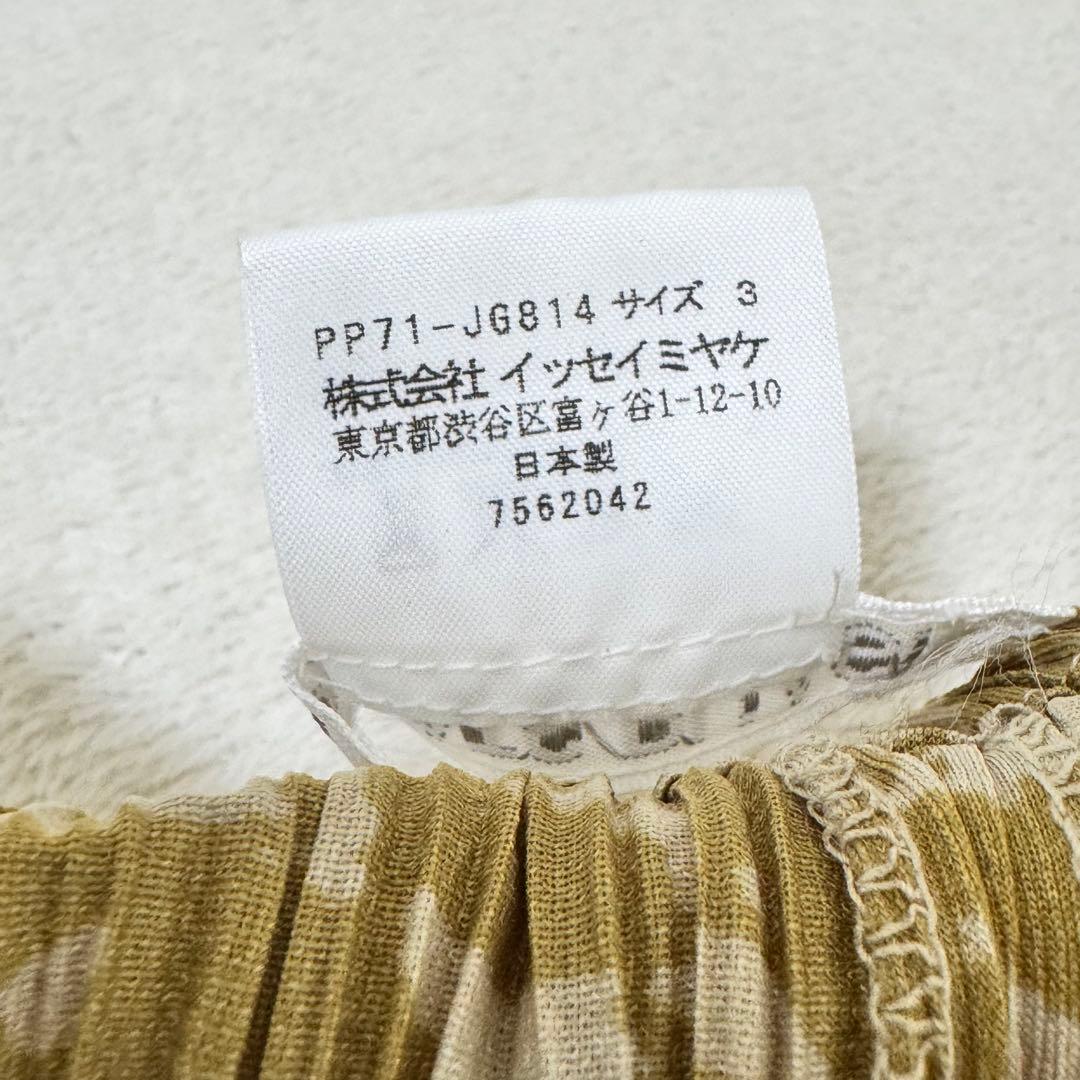 PP71-JG814 サイズ 3
株式会社 イッセイミヤケ
東京都渋谷区富ヶ谷1-12-10
日本製
7562042